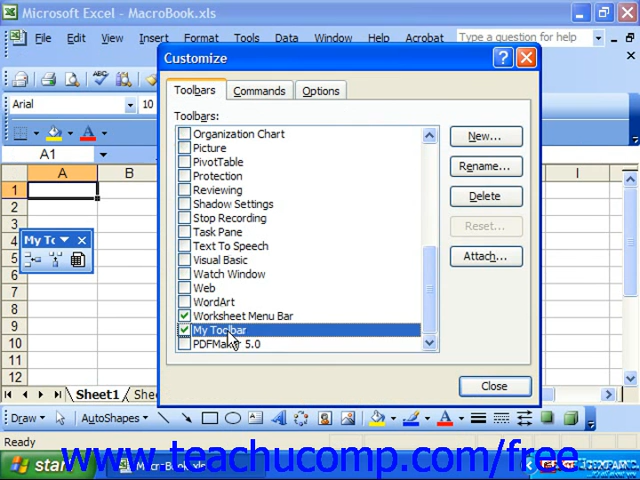 Microsoft Excel - MacroBook.xls
File View Insert Format Tools Data Window Help Acrobat Type a question for help
Customize
Arial 10
Toolbars Commands Options
Toolbars:
A1
A B I
Organization Chart
Picture
PivotTable
Protection
Reviewing
Shadow Settings
Stop Recording
Task Pane
Text To Speech
Visual Basic
Watch Window
Web
WordArt
Worksheet Menu Bar
My Toolbar
PDFMaker 5.0
New...
Rename...
Delete
Reset...
Attach...
Close
1
2
3
4
5
6
7
8
9
10
11
12
Sheet1
Draw AutoShapes
Ready
start MacroBook.xls
www.teachucomp.com/free